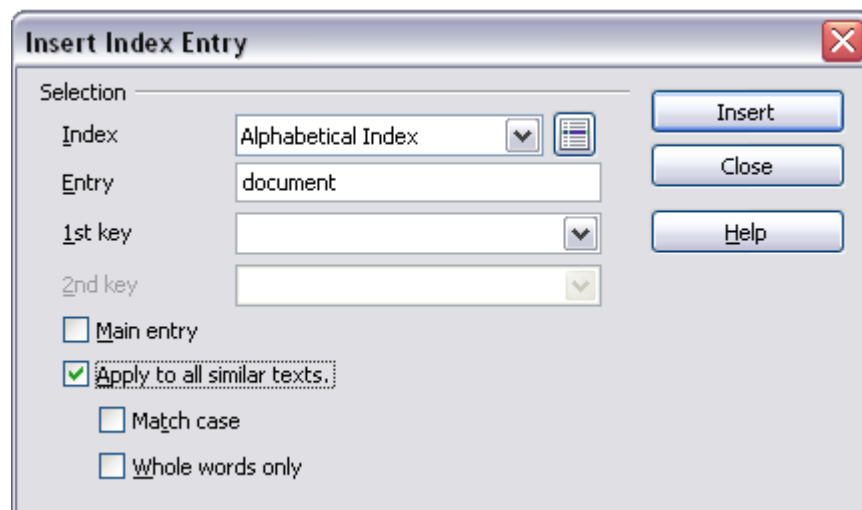 Insert Index Entry
Selection
Insert
Index
Alphabetical Index
Close
Entry
document
1st key
Help
2nd key
Main entry
Apply to all similar texts.
Match case
Whole words only